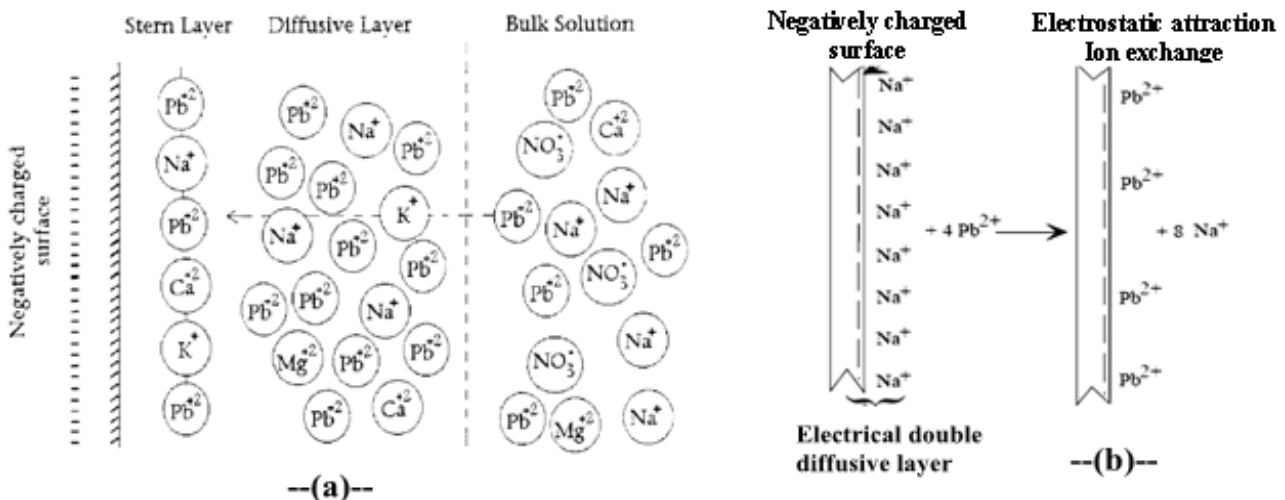 Stern Layer
Diffusive Layer
Bulk Solution
Negatively charged
surface
Pb+2
Na+
Pb+2
Ca+2
K+
Pb+2
Pb+2
Na+
Pb+2
Pb+2
Pb+2
K+
Na+
Pb+2
Pb+2
Pb+2
Pb+2
Na+
Mg+2
Pb+2
Pb+2
Pb+2
Ca+2
Pb+2
Ca+2
NO3-
Na+
Pb+2
Na+
Pb+2
NO3-
Pb+2
Na+
NO3-
Pb+2
Mg+2
Na+
--(a)--
Negatively charged
surface
Na+
Na+
Na+
Na+
Na+
Na+
Na+
Na+
+ 4 Pb2+
Electrical double
diffusive layer
Electrostatic attraction
Ion exchange
Pb2+
Pb2+
Pb2+
Pb2+
+ 8 Na+
--(b)--